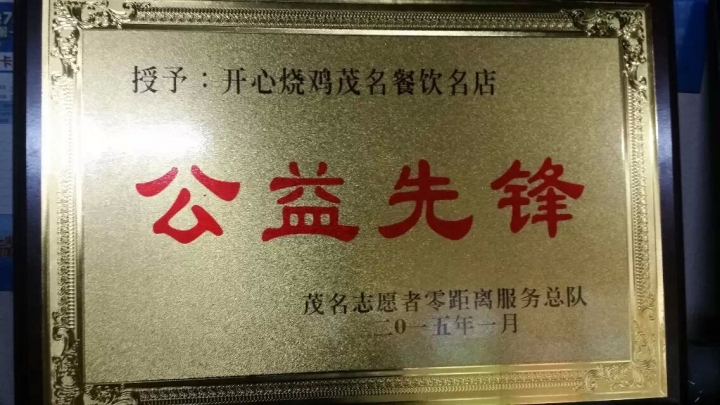 授予：开心烧鸡茂名餐饮名店
公益先锋
茂名志愿者零距离服务总队
二0一五年一月